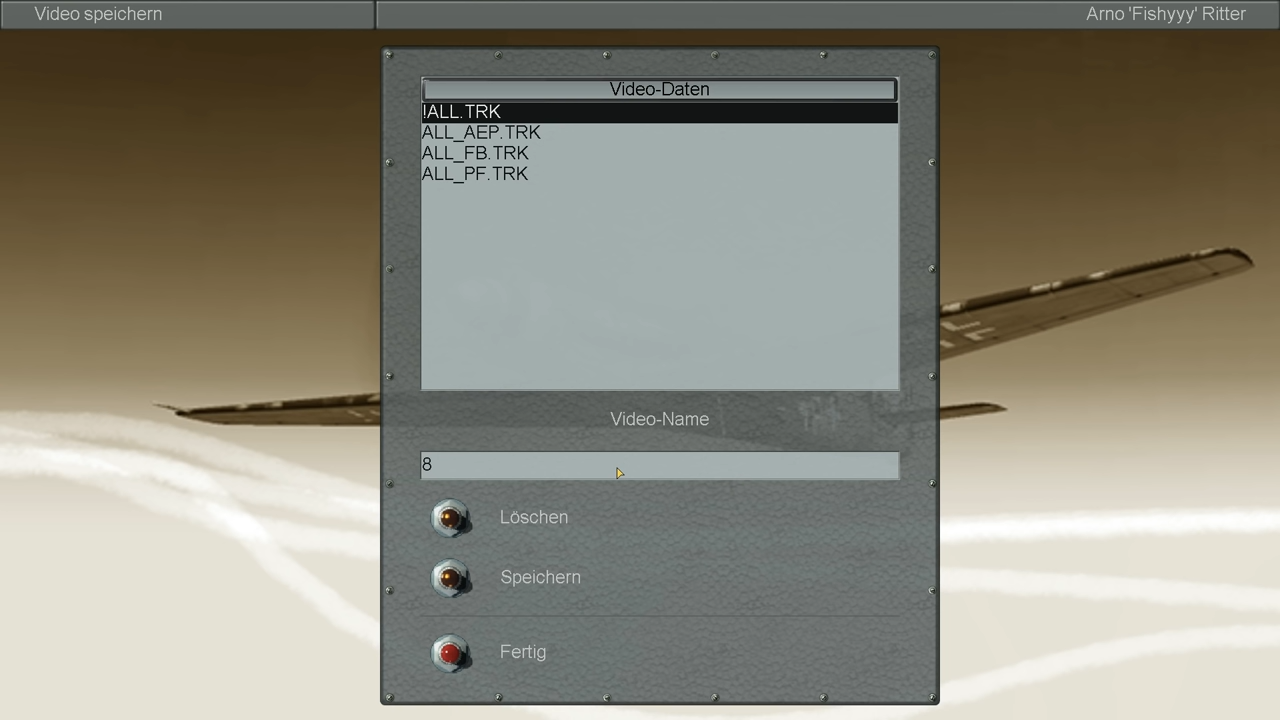 Video speichern
Arno 'Fishyyy' Ritter
Video-Daten
!ALL.TRK
ALL_AEP.TRK
ALL_FB.TRK
ALL_PF.TRK
Video-Name
8
Löschen
Speichern
Fertig